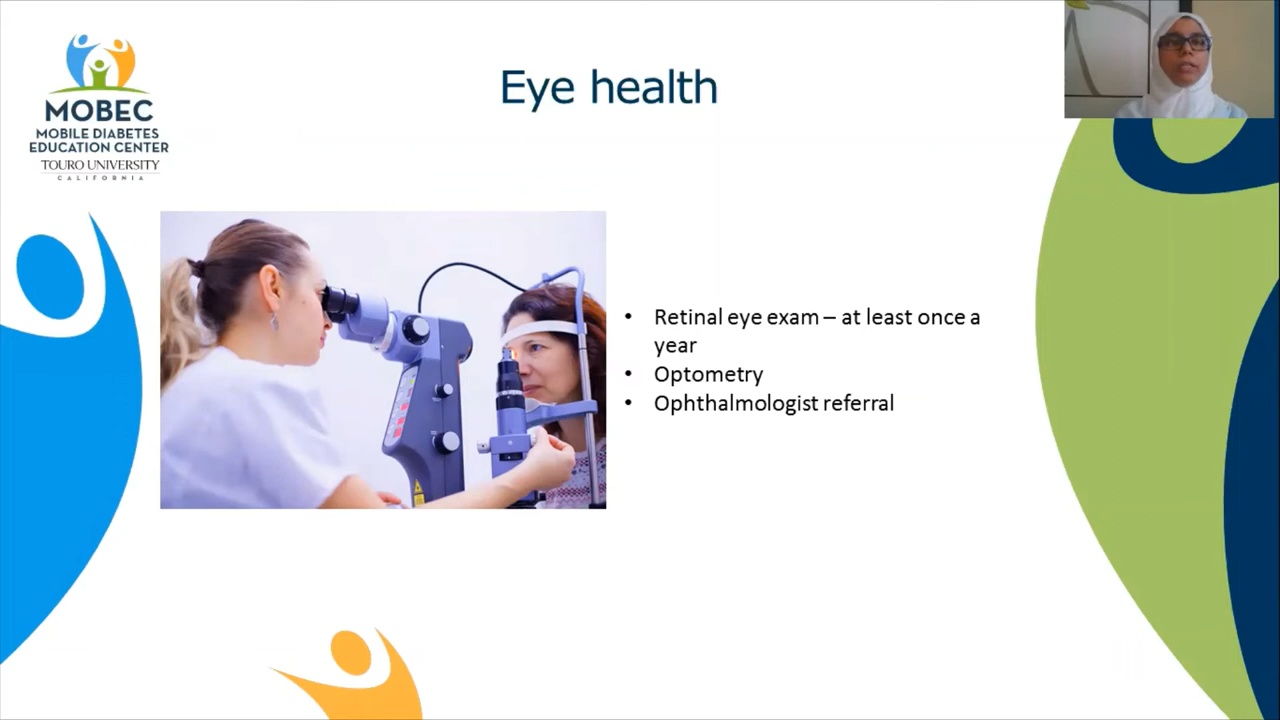 Eye health
MOBEC
MOBILE DIABETES
EDUCATION CENTER
TOURO UNIVERSITY
CALIFORNIA
• Retinal eye exam – at least once a
year
• Optometry
• Ophthalmologist referral